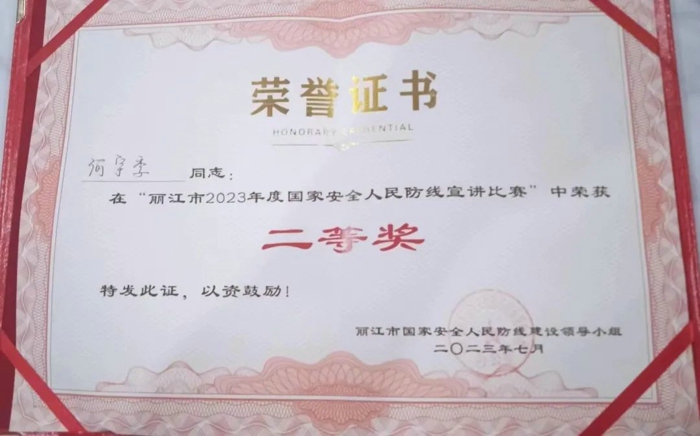 荣誉证书
HONORARY CREDENTIAL
同志：
在“丽江市2023年度国家安全人民防线宣讲比赛”中荣获
二等奖
特发此证，以资鼓励！
丽江市国家安全人民防线建设领导小组
二〇二三年七月